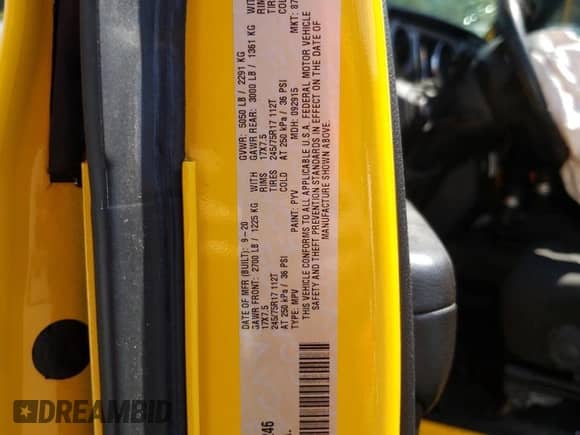 DATE OF MFR (BUILT): 9-20 GVWR: 5050 LB / 2291 KG
GAWR FRONT: 2700 LB / 1225 KG WITH GAWR REAR: 3000 LB / 1361 KG WITH
17X7.5 RIMS 17X7.5 RIMS
245/75R17 112T TIRES 245/75R17 112T TIRES
AT 250 kPa / 36 PSI COLD AT 250 kPa / 36 PSI COLD
TYPE: MPV PAINT: PYV MDH: 092915 MKT: 87
THIS VEHICLE CONFORMS TO ALL APPLICABLE U.S.A. FEDERAL MOTOR VEHICLE
SAFETY AND THEFT PREVENTION STANDARDS IN EFFECT ON THE DATE OF
MANUFACTURE SHOWN ABOVE.
DREAMBID